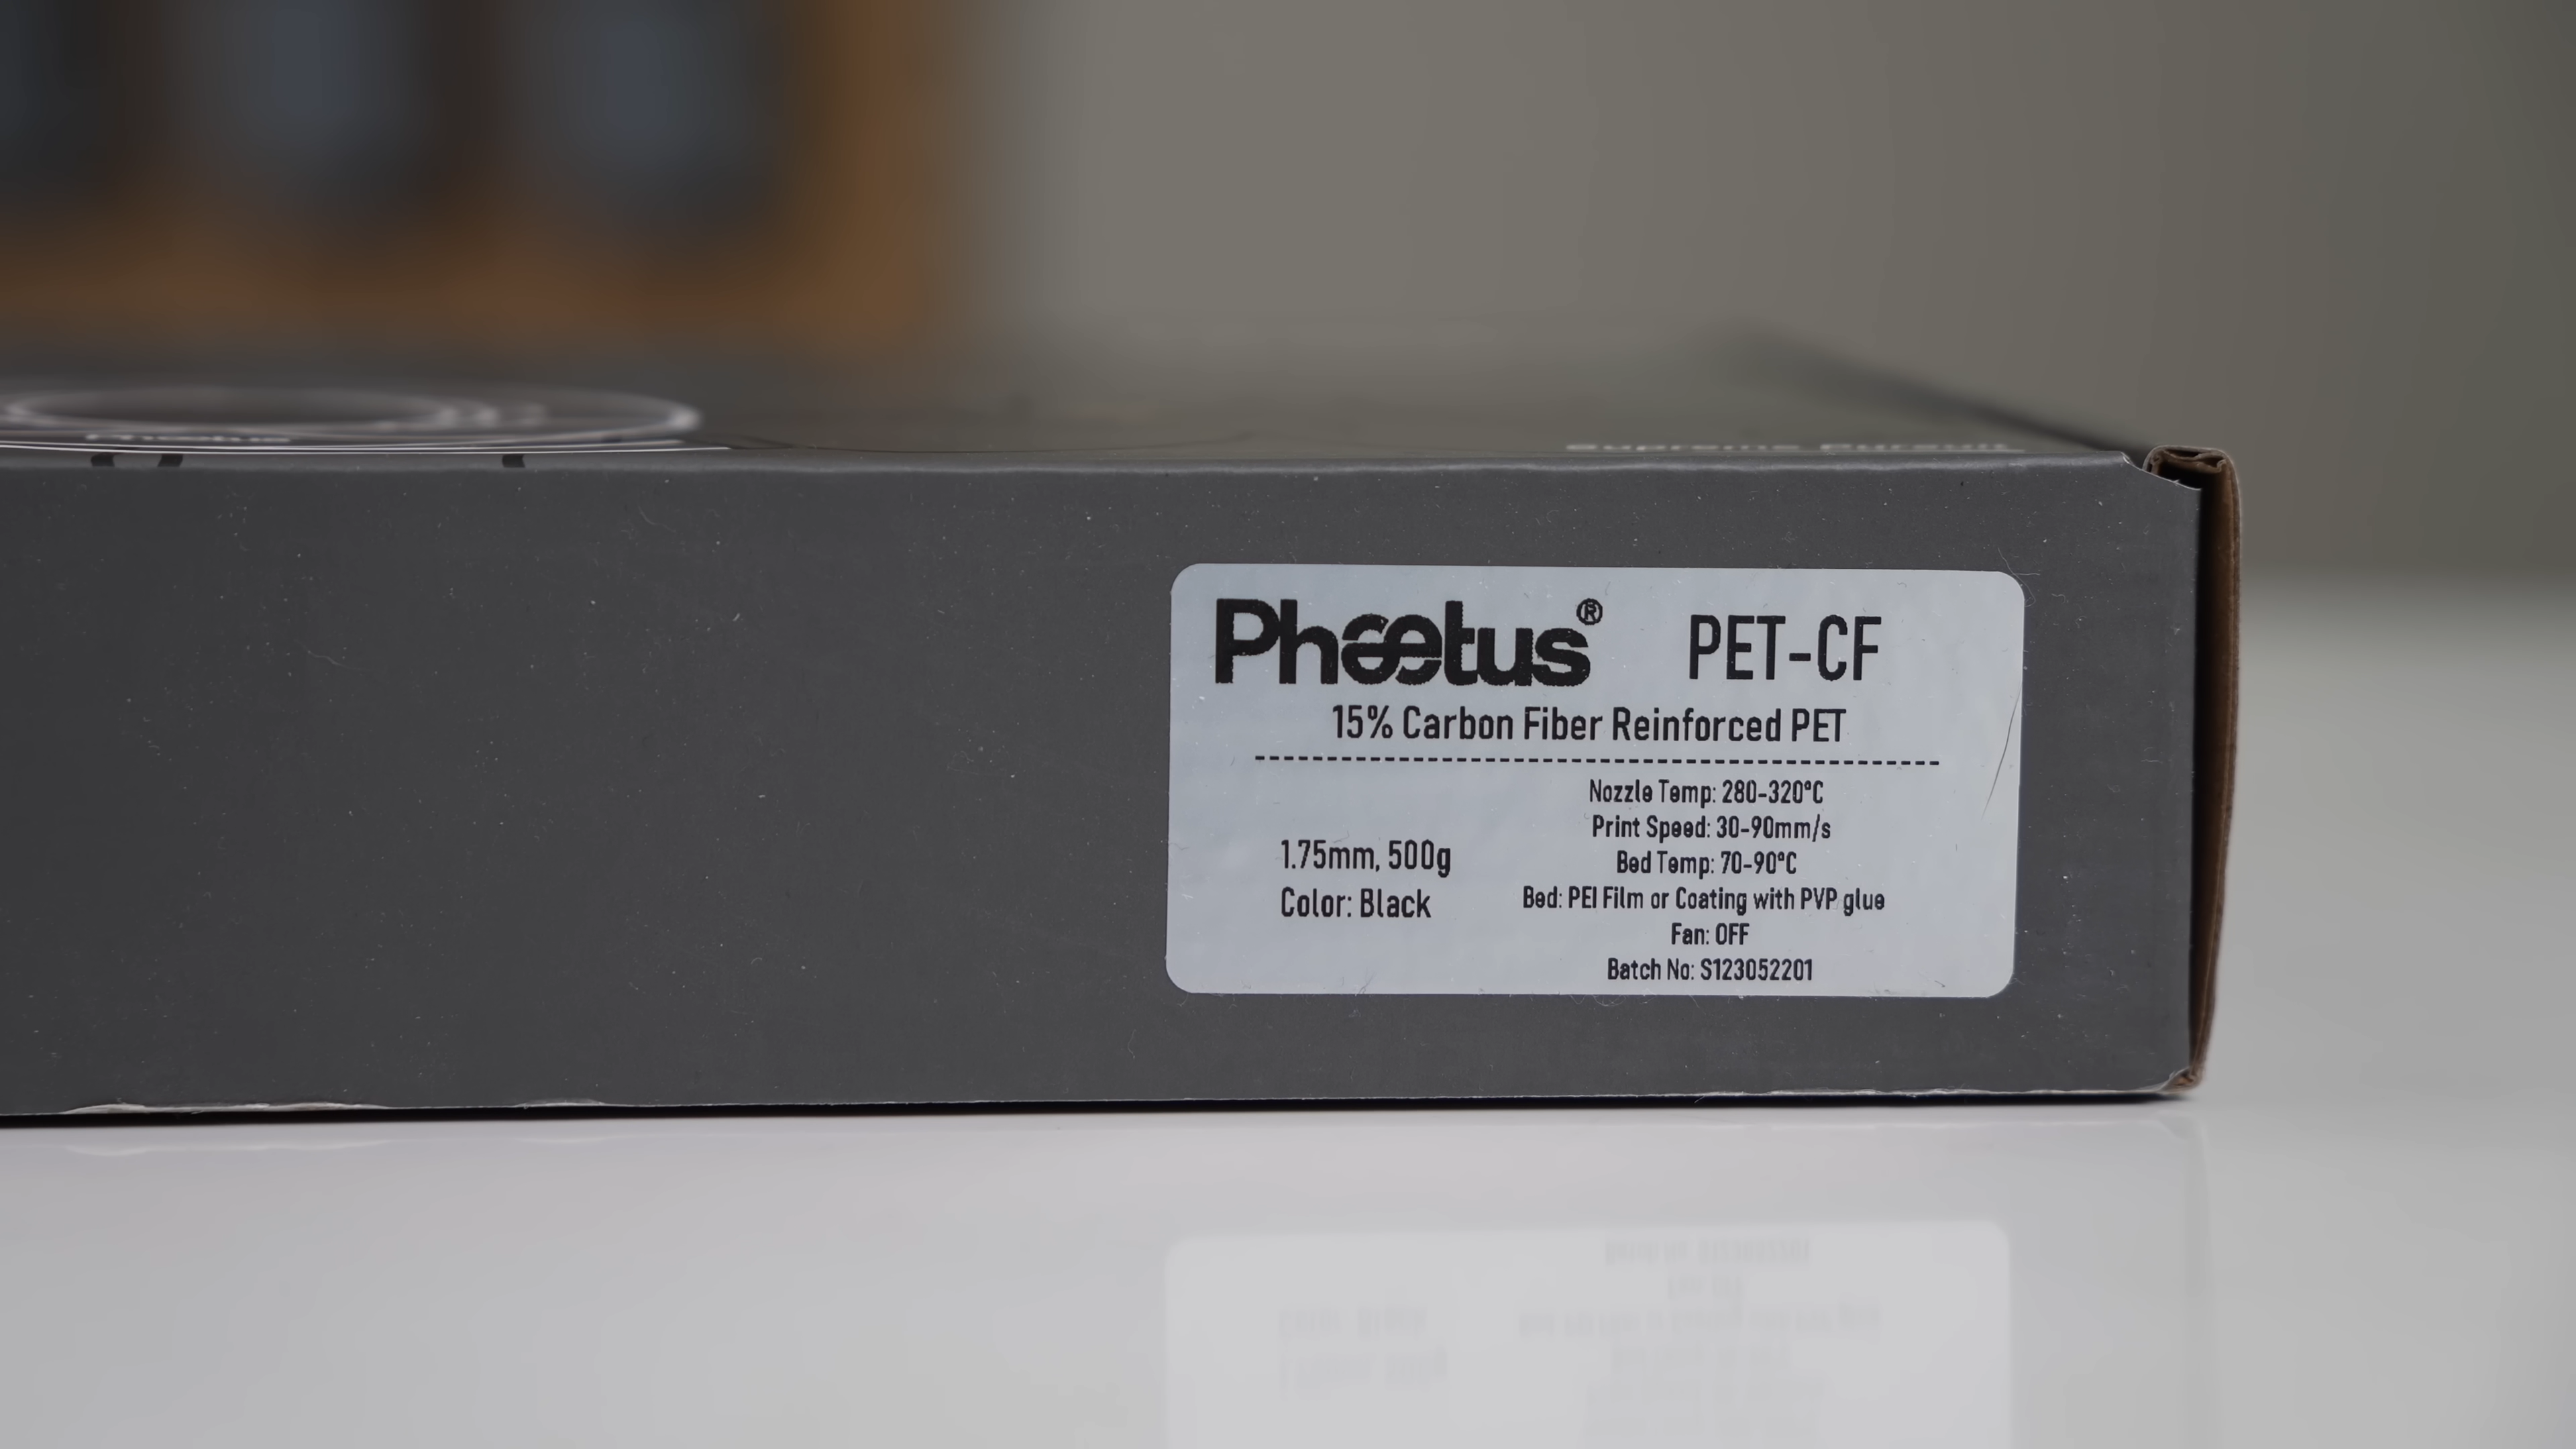 Supreme Pursuit
Phaetus® PET-CF
15% Carbon Fiber Reinforced PET
1.75mm, 500g
Color: Black
Nozzle Temp: 280-320°C
Print Speed: 30-90mm/s
Bed Temp: 70-90°C
Bed: PEI Film or Coating with PVP glue
Fan: OFF
Batch No: S123052201